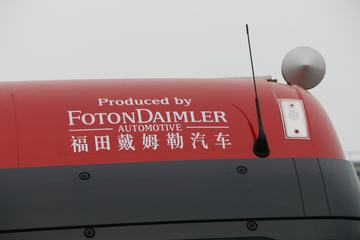 Produced by
FOTONDAIMLER
AUTOMOTIVE
福田戴姆勒汽车